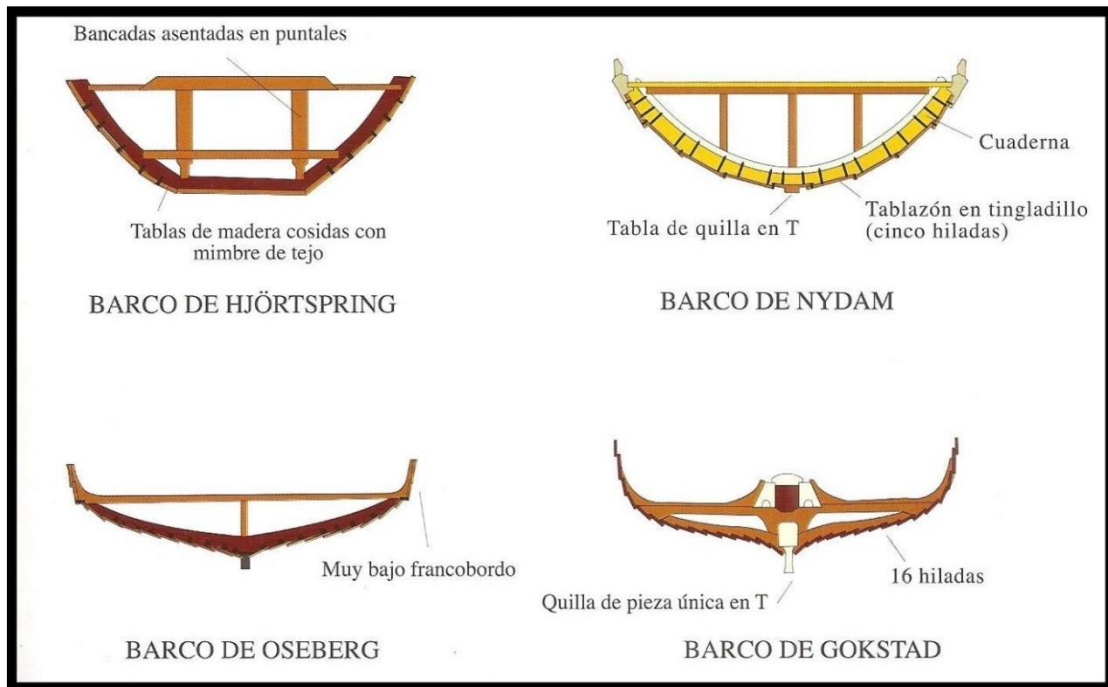 Bancadas asentadas en puntales
Tablas de madera cosidas con
mimbre de tejo
BARCO DE HJÖRTSPRING
Cuaderna
Tabla de quilla en T
Tablazón en tingladillo
(cinco hiladas)
BARCO DE NYDAM
Muy bajo francobordo
BARCO DE OSEBERG
16 hiladas
Quilla de pieza única en T
BARCO DE GOKSTAD